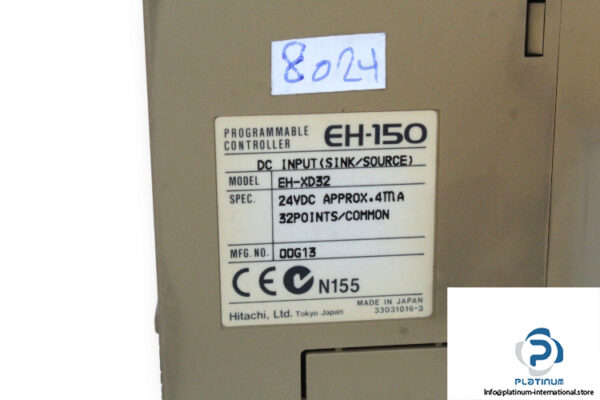 8024
PROGRAMMABLE CONTROLLER EH-150
DC INPUT(SINK/SOURCE)
MODEL EH-XD32
SPEC. 24VDC APPROX.4mA
32POINTS/COMMON
MFG.NO. 00G13
CE N155
MADE IN JAPAN
Hitachi, Ltd. Tokyo Japan 33031016-3
PLATINUM
Info@platinum-international.store